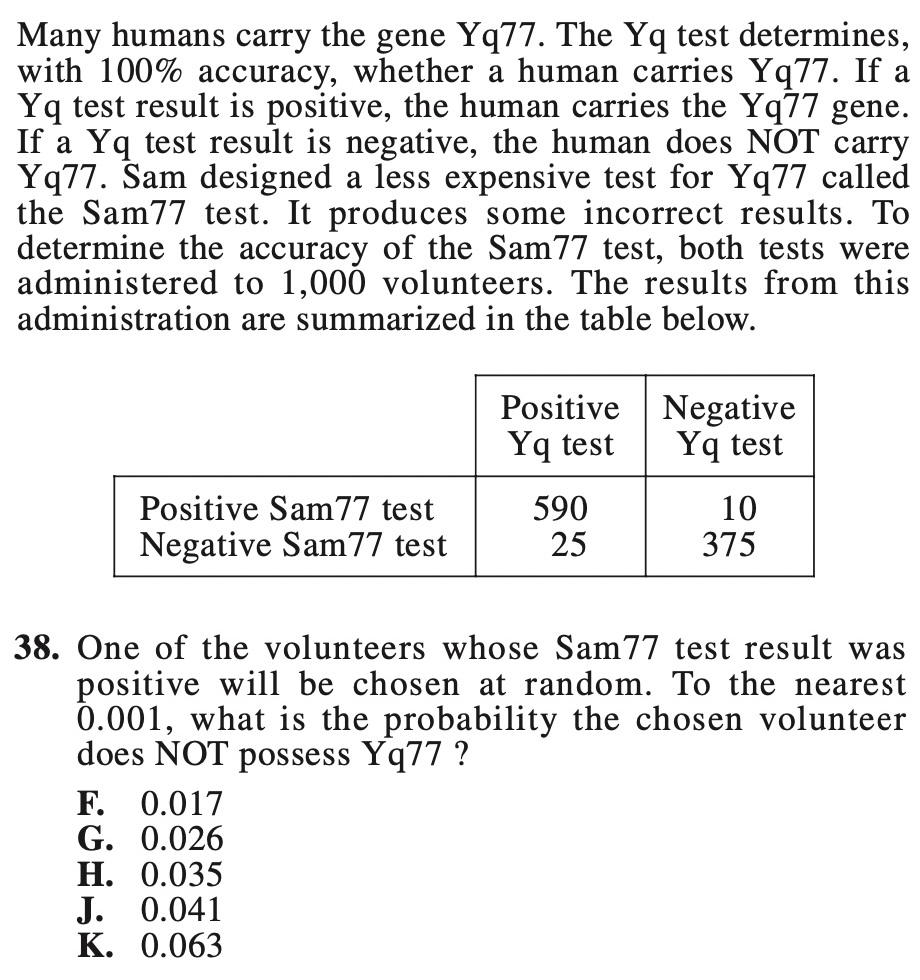 Many humans carry the gene Yq77. The Yq test determines,
with 100% accuracy, whether a human carries Yq77. If a
Yq test result is positive, the human carries the Yq77 gene.
If a Yq test result is negative, the human does NOT carry
Yq77. Sam designed a less expensive test for Yq77 called
the Sam77 test. It produces some incorrect results. To
determine the accuracy of the Sam77 test, both tests were
administered to 1,000 volunteers. The results from this
administration are summarized in the table below.
Positive Negative
Yq test Yq test
Positive Sam77 test 590 10
Negative Sam77 test 25 375
38. One of the volunteers whose Sam77 test result was
positive will be chosen at random. To the nearest
0.001, what is the probability the chosen volunteer
does NOT possess Yq77 ?
F. 0.017
G. 0.026
H. 0.035
J. 0.041
K. 0.063